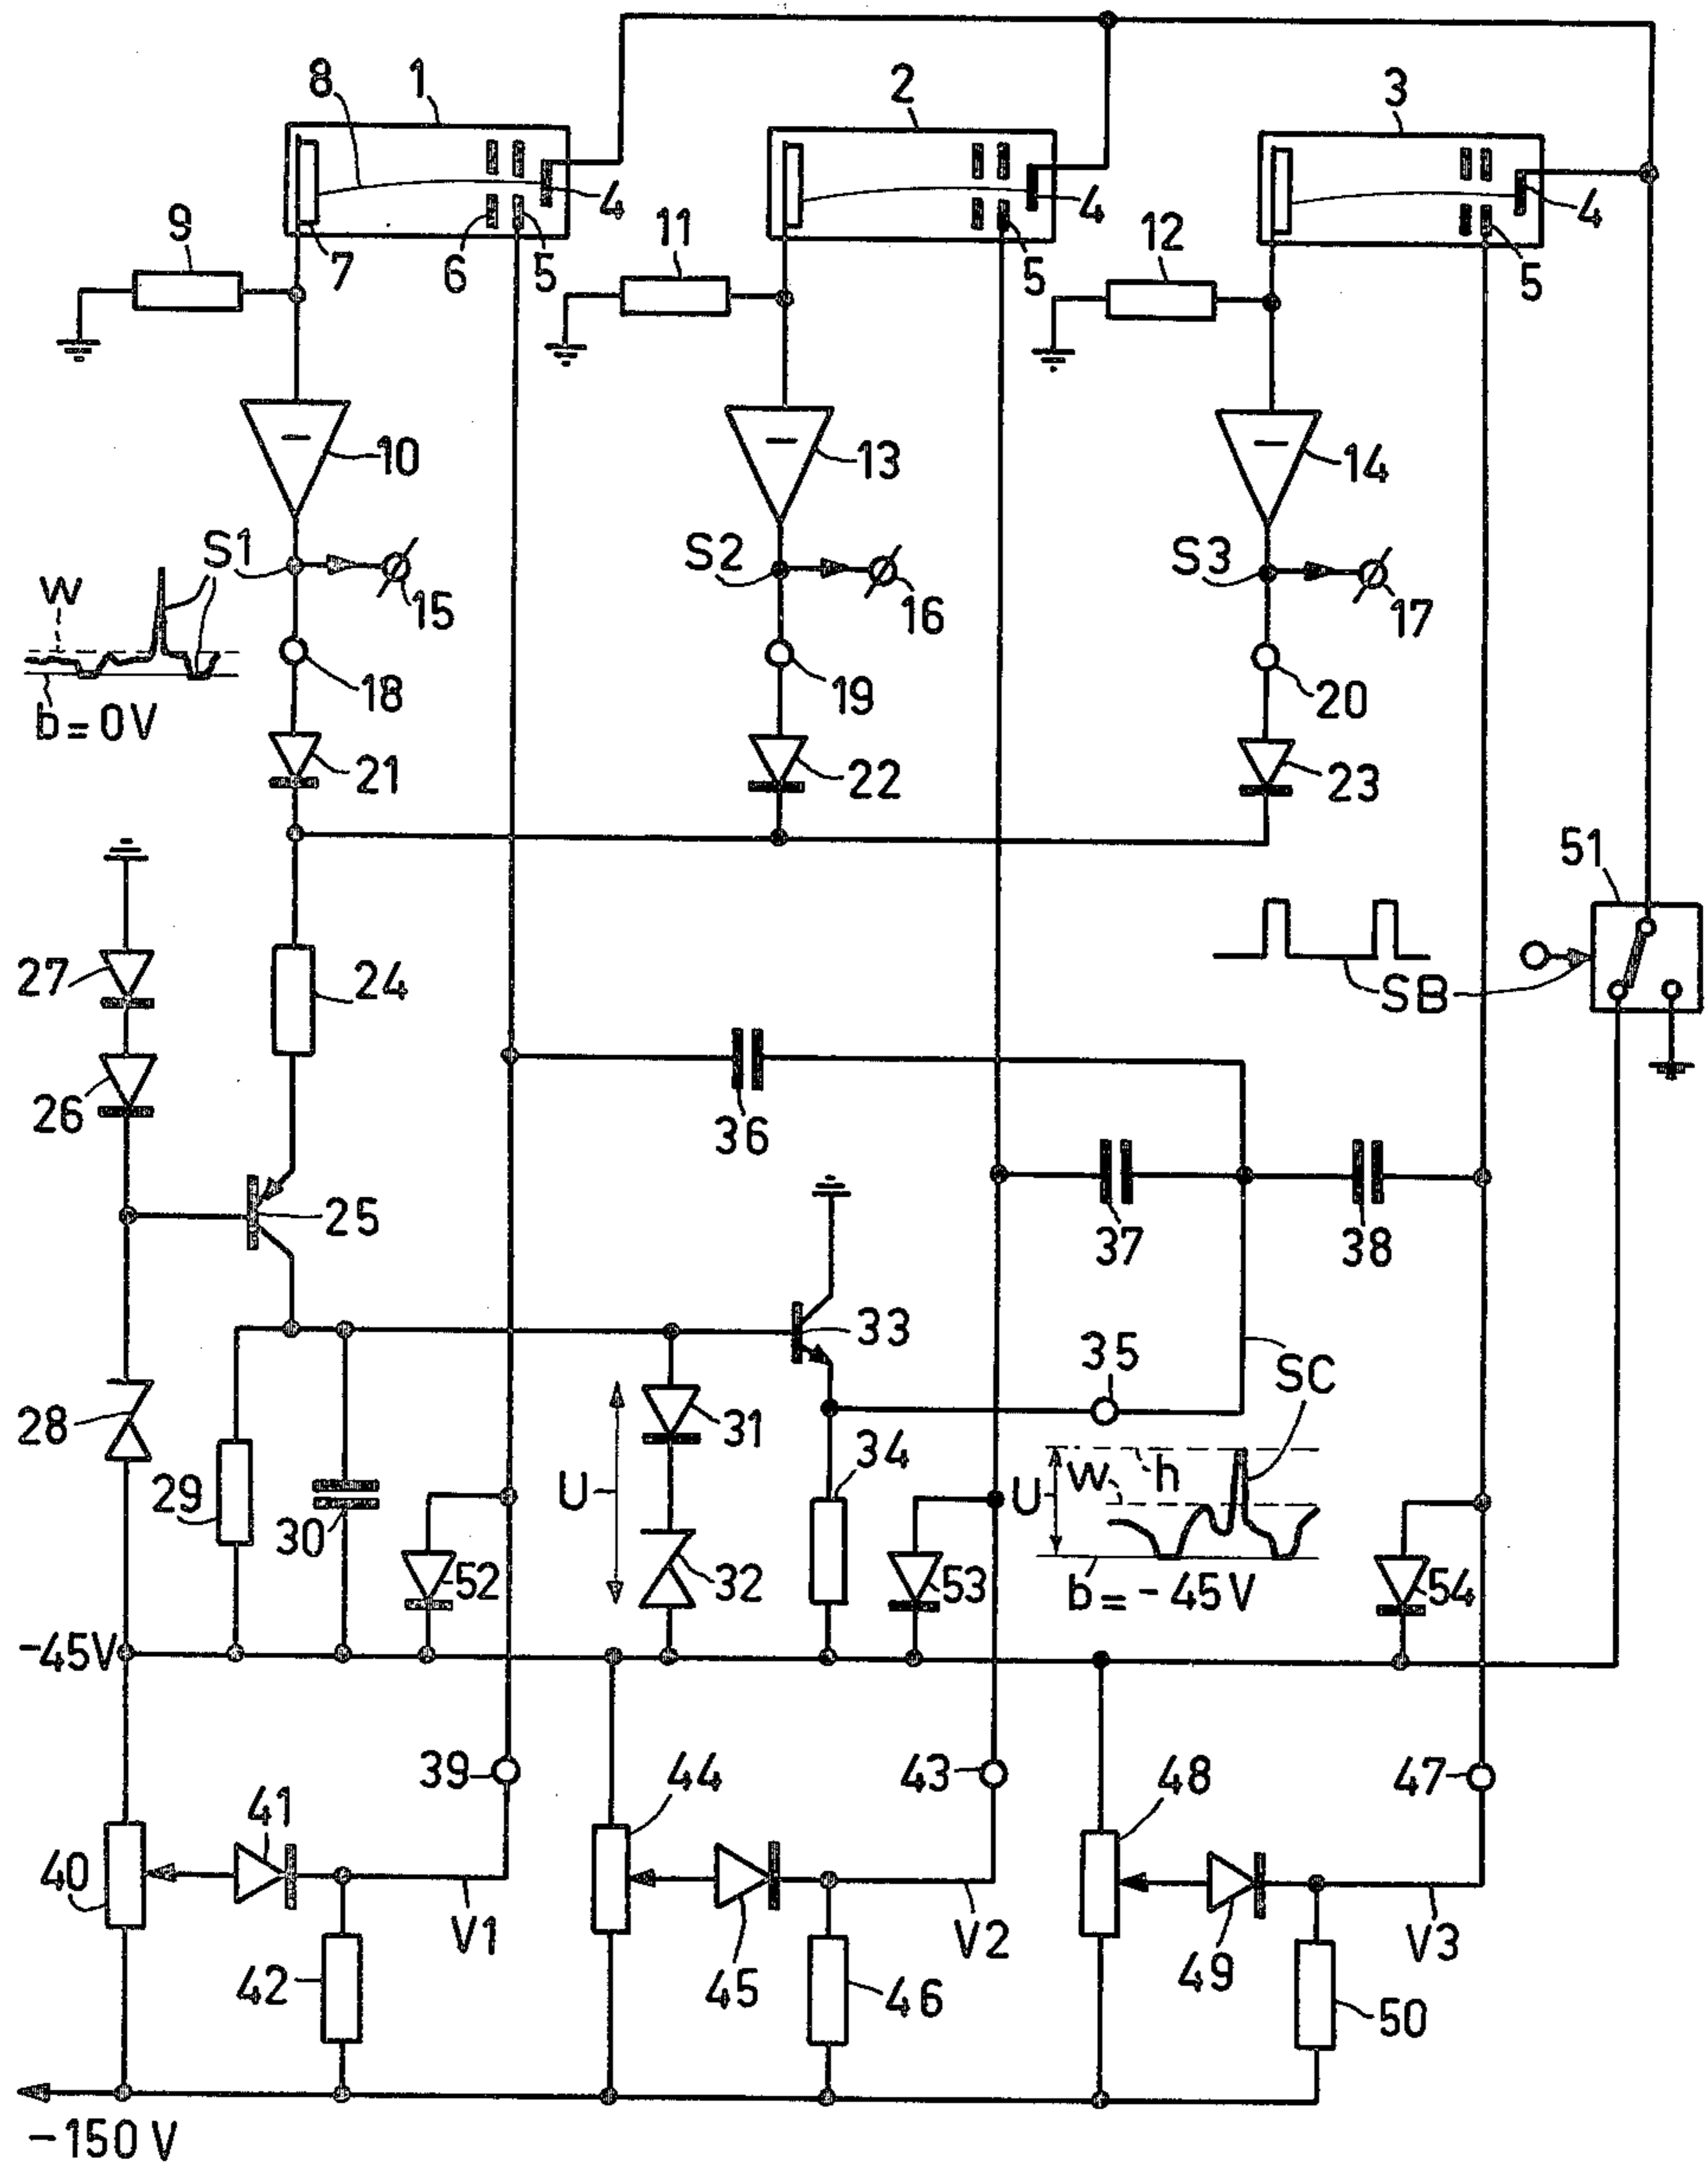 8 1 2 3
4 4 4
9 7 6 5 11 5 12 5
10 13 14
S1 S2 S3
W
15 16 17
18 19 20
b = 0V
21 22 23
51
27 24
SB
26
36
25 37 38
33 35
SC
28 31 34 U W h
29 U
30 52 32 53 b = -45V 54
-45V
39 44 43 48 47
41
40 V1 V2 V3
42 45 46 49 50
-150V